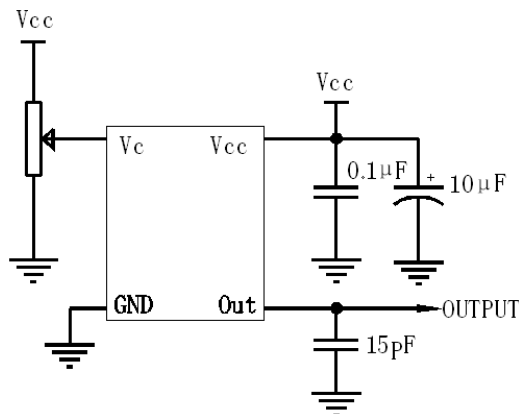 Vcc
Vcc
Vc
Vcc
0.1μF
+
10μF
GND
Out
OUTPUT
15pF